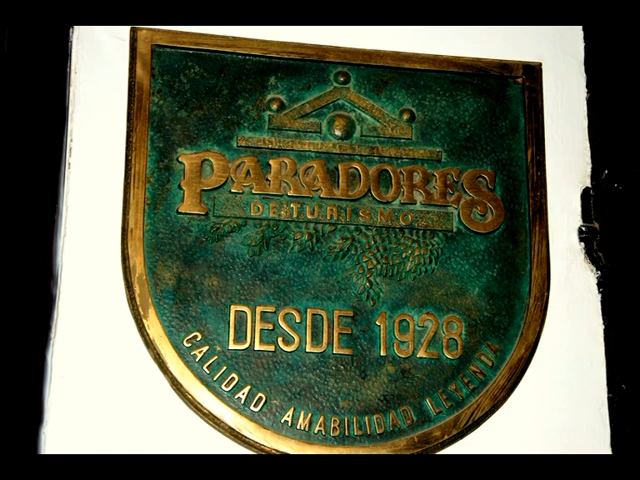 PARADORES
DE TURISMO
DESDE 1928
CALIDAD AMABILIDAD LEYENDA